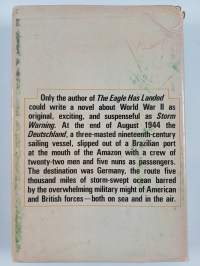 Only the author of The Eagle Has Landed
could write a novel about World War II as
original, exciting, and suspenseful as Storm
Warning. At the end of August 1944 the
Deutschland, a three-masted nineteenth-century
sailing vessel, slipped out of a Brazilian port
at the mouth of the Amazon with a crew of
twenty-two men and five nuns as passengers.
The destination was Germany, the route five
thousand miles of storm-swept ocean barred
by the overwhelming military might of American
and British forces—both on sea and in the air.